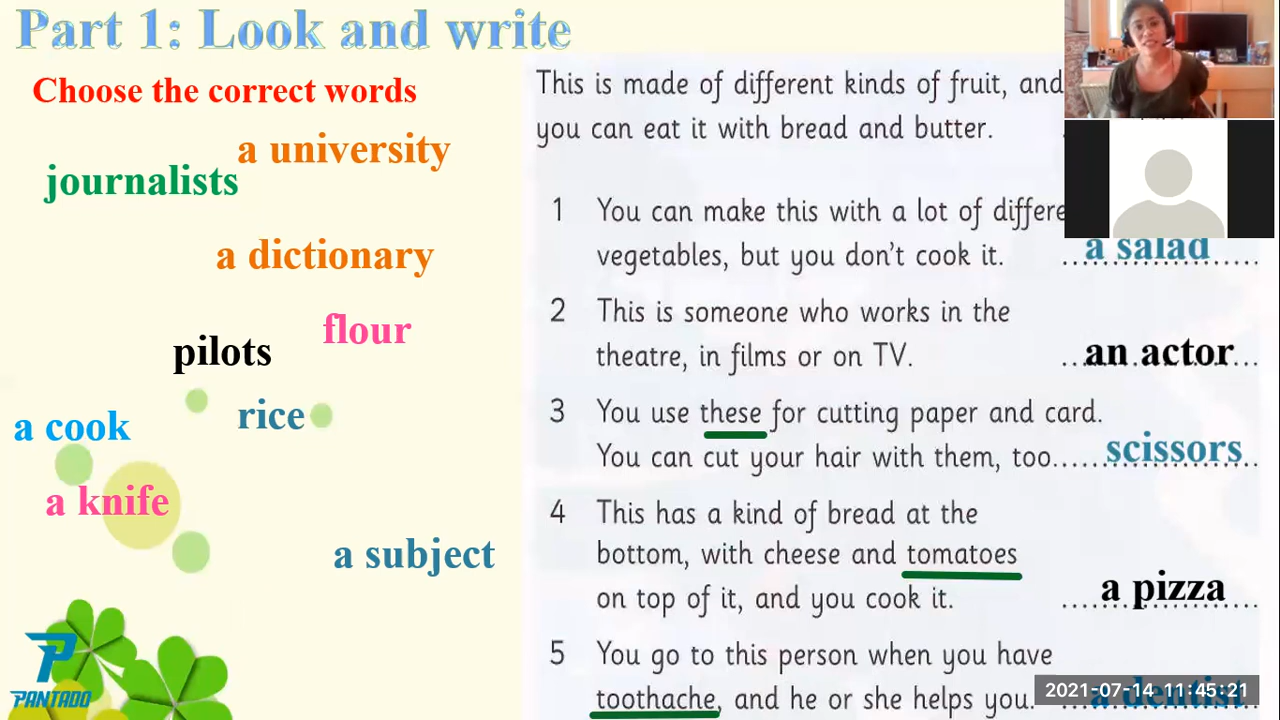 Part 1: Look and write
Choose the correct words
a university
journalists
a dictionary
flour
pilots
rice
a cook
a knife
a subject
PANTADO
This is made of different kinds of fruit, and
you can eat it with bread and butter.
1 You can make this with a lot of differe
vegetables, but you don't cook it. a salad
2 This is someone who works in the
theatre, in films or on TV. an actor
3 You use these for cutting paper and card.
You can cut your hair with them, too. scissors
4 This has a kind of bread at the
bottom, with cheese and tomatoes
on top of it, and you cook it. a pizza
5 You go to this person when you have
toothache, and he or she helps you. a dentist
2021-07-14 11:45:21